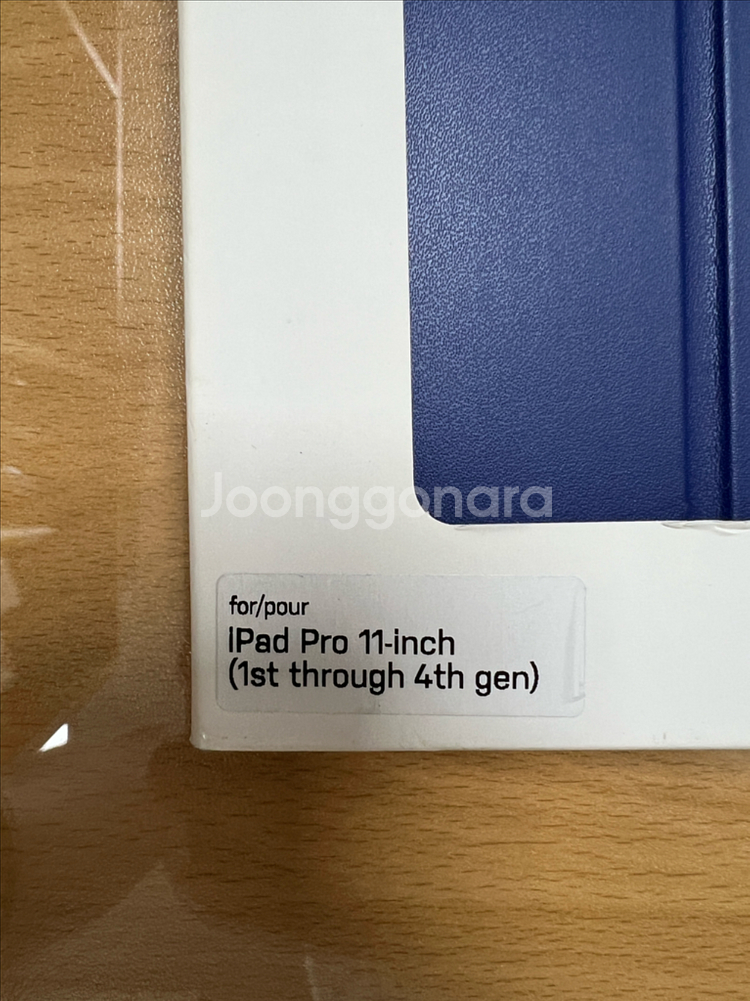 Joonggonara
for/pour
iPad Pro 11-inch
(1st through 4th gen)